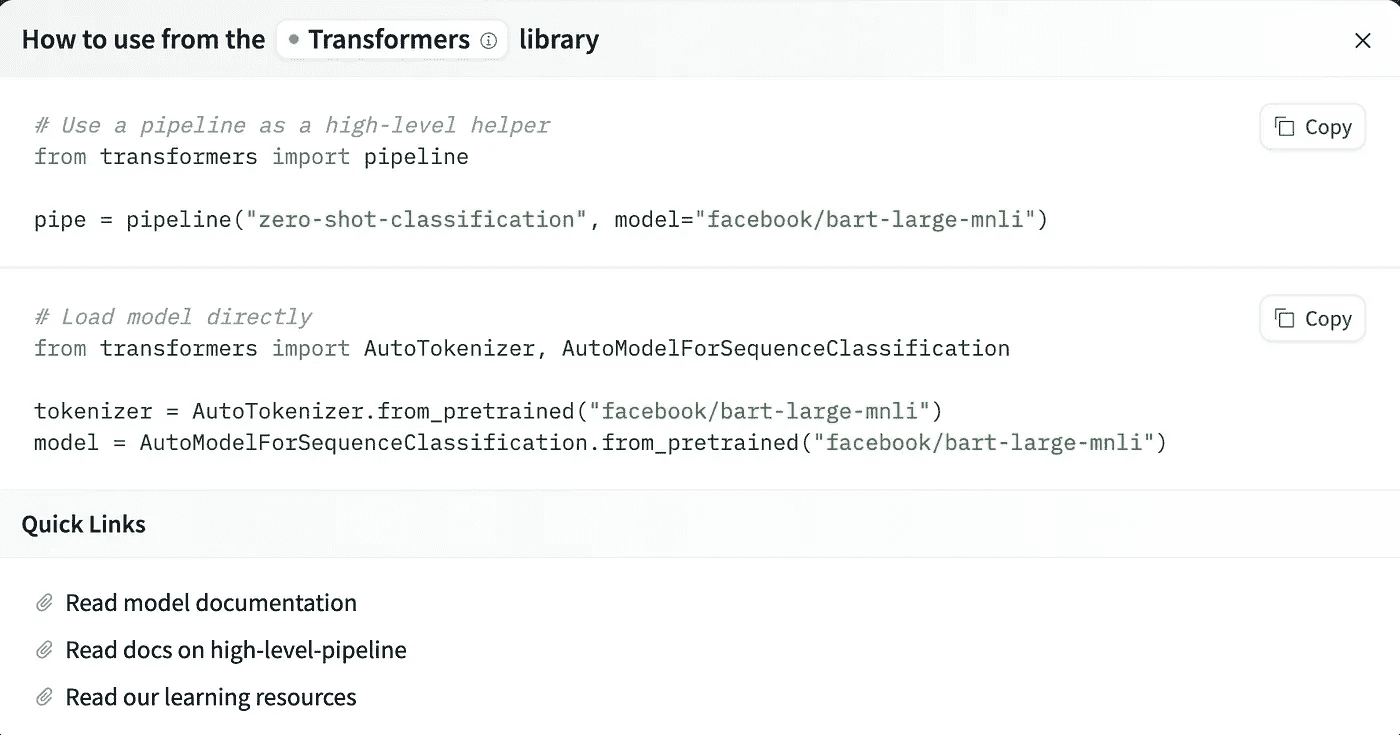 How to use from the Transformers library
# Use a pipeline as a high-level helper
Copy
from transformers import pipeline
pipe = pipeline("zero-shot-classification", model="facebook/bart-large-mnli")
# Load model directly
Copy
from transformers import AutoTokenizer, AutoModelForSequenceClassification
tokenizer = AutoTokenizer.from_pretrained("facebook/bart-large-mnli")
model = AutoModelForSequenceClassification.from_pretrained("facebook/bart-large-mnli")
Quick Links
Read model documentation
Read docs on high-level-pipeline
Read our learning resources